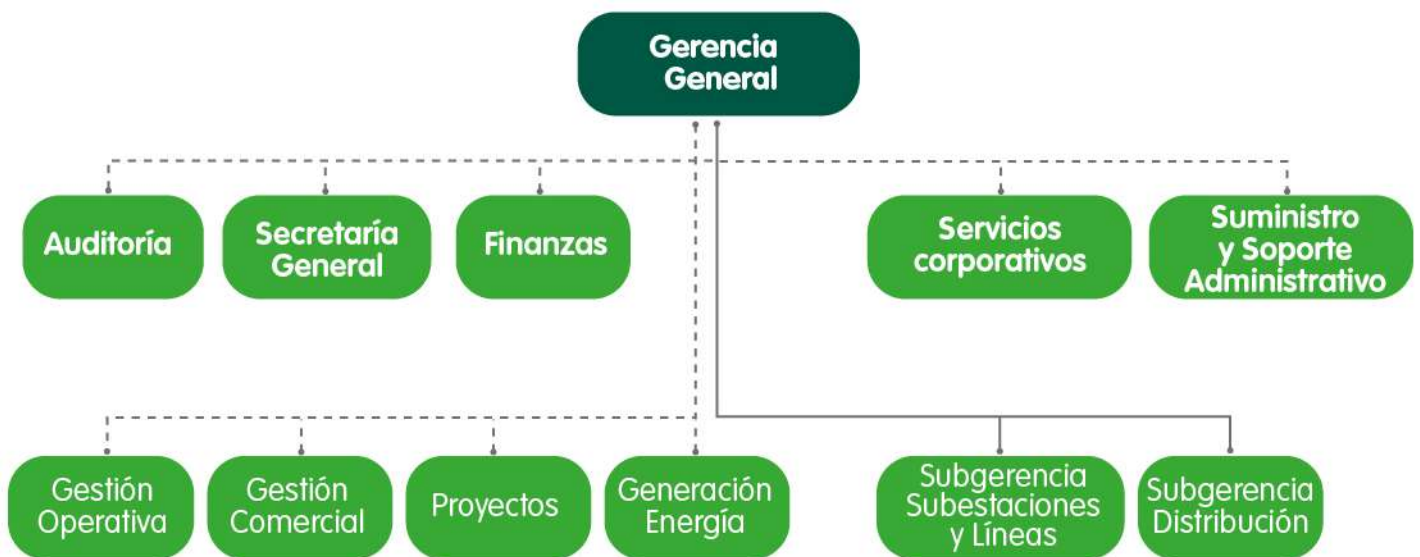 Gerencia
General
Auditoría
Secretaría
General
Finanzas
Servicios
corporativos
Suministro
y Soporte
Administrativo
Gestión
Operativa
Gestión
Comercial
Proyectos
Generación
Energía
Subgerencia
Subestaciones
y Líneas
Subgerencia
Distribución